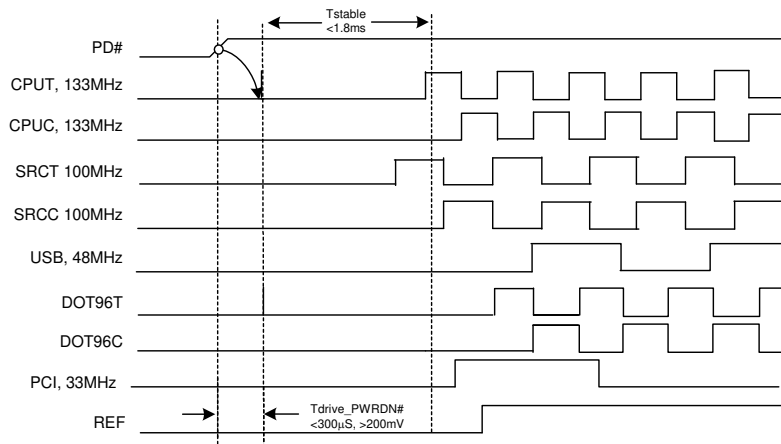 Tstable
<1.8ms
PD#
CPUT, 133MHz
CPUC, 133MHz
SRCT 100MHz
SRCC 100MHz
USB, 48MHz
DOT96T
DOT96C
PCI, 33MHz
Tdrive_PWRDN#
<300µS, >200mV
REF